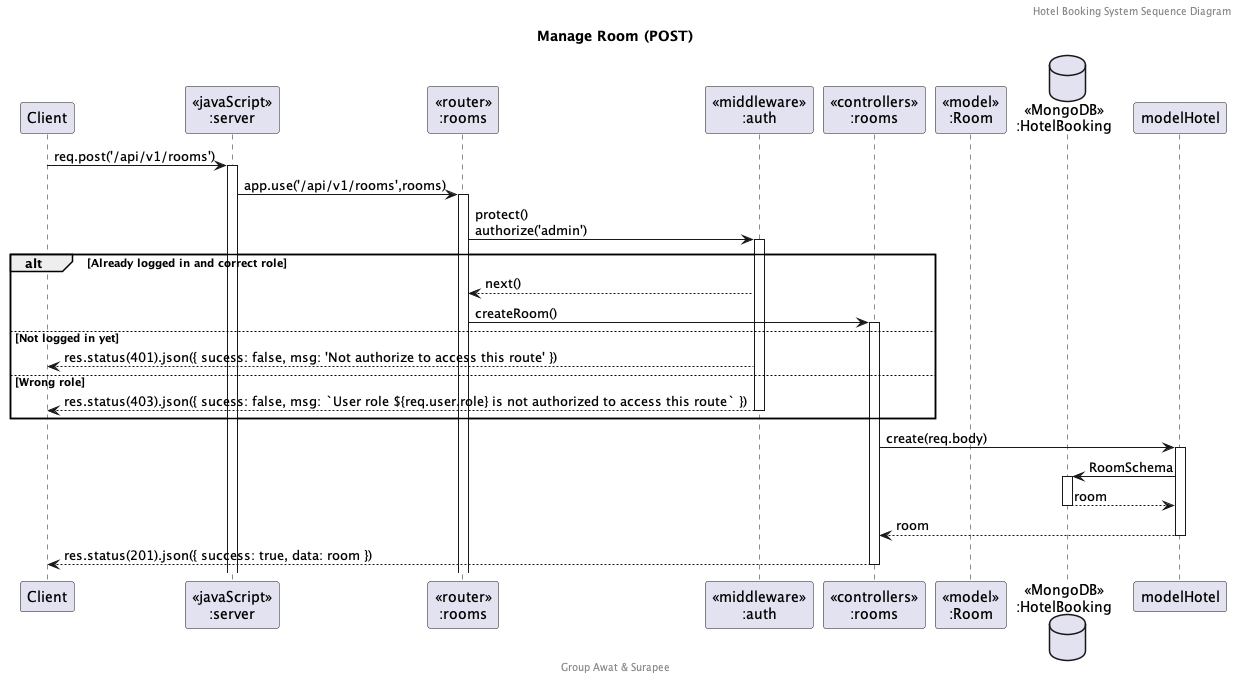 Hotel Booking System Sequence Diagram
Manage Room (POST)
Client
«javaScript»
:server
«router»
:rooms
«middleware»
:auth
«controllers»
:rooms
«model»
:Room
«MongoDB»
:HotelBooking
modelHotel
req.post('/api/v1/rooms')
app.use('/api/v1/rooms',rooms)
protect()
authorize('admin')
alt [Already logged in and correct role]
next()
createRoom()
[Not logged in yet]
res.status(401).json({ sucess: false, msg: 'Not authorize to access this route' })
[Wrong role]
res.status(403).json({ sucess: false, msg: `User role ${req.user.role} is not authorized to access this route` })
create(req.body)
RoomSchema
room
room
res.status(201).json({ success: true, data: room })
Client
«javaScript»
:server
«router»
:rooms
«middleware»
:auth
«controllers»
:rooms
«model»
:Room
«MongoDB»
:HotelBooking
modelHotel
Group Awat & Surapee